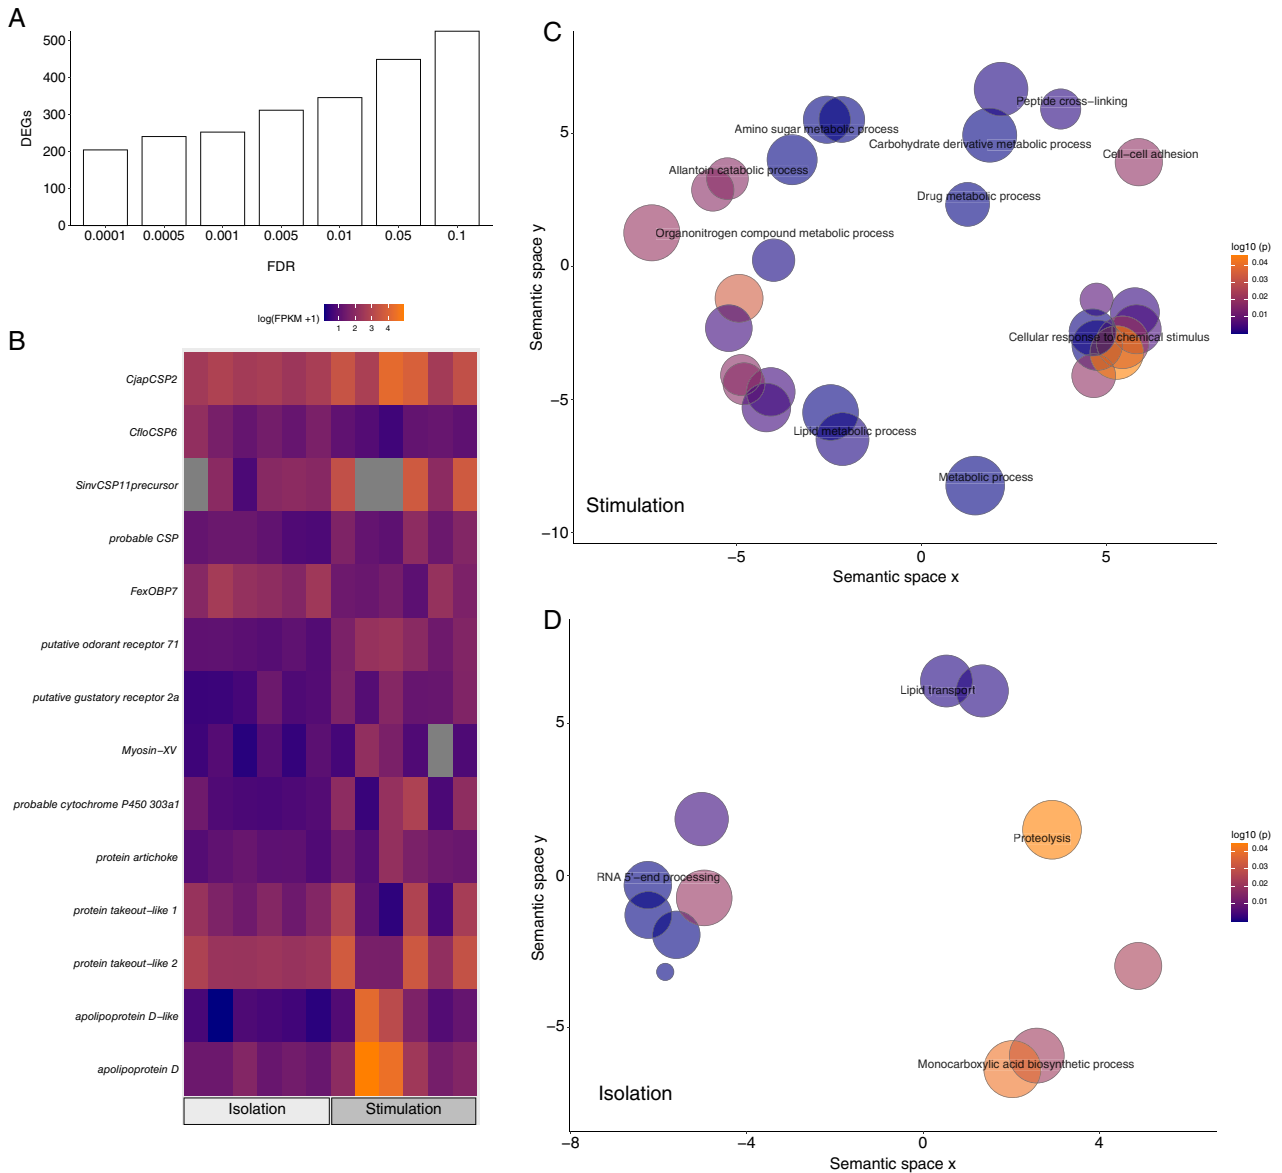 A
500
400
300
200
100
0
DEGs
0.0001 0.0005 0.001 0.005 0.01 0.05 0.1
FDR
log(FPKM +1)
1 2 3 4
B
CjapCSP2
CfloCSP6
SinvCSP11precursor
probable CSP
FexOBP7
putative odorant receptor 71
putative gustatory receptor 2a
Myosin−XV
probable cytochrome P450 303a1
protein artichoke
protein takeout−like 1
protein takeout−like 2
apolipoprotein D−like
apolipoprotein D
Isolation Stimulation
C
5
0
−5
−10
Semantic space y
Peptide cross−linking
Amino sugar metabolic process
Carbohydrate derivative metabolic process
Cell−cell adhesion
Allantoin catabolic process
Drug metabolic process
Organonitrogen compound metabolic process
Cellular response to chemical stimulus
Lipid metabolic process
Metabolic process
Stimulation
−5 0 5
Semantic space x
log10 (p)
0.04
0.03
0.02
0.01
D
5
0
−5
Semantic space y
Lipid transport
Proteolysis
RNA 5'−end processing
Monocarboxylic acid biosynthetic process
Isolation
−8 −4 0 4
Semantic space x
log10 (p)
0.04
0.03
0.02
0.01